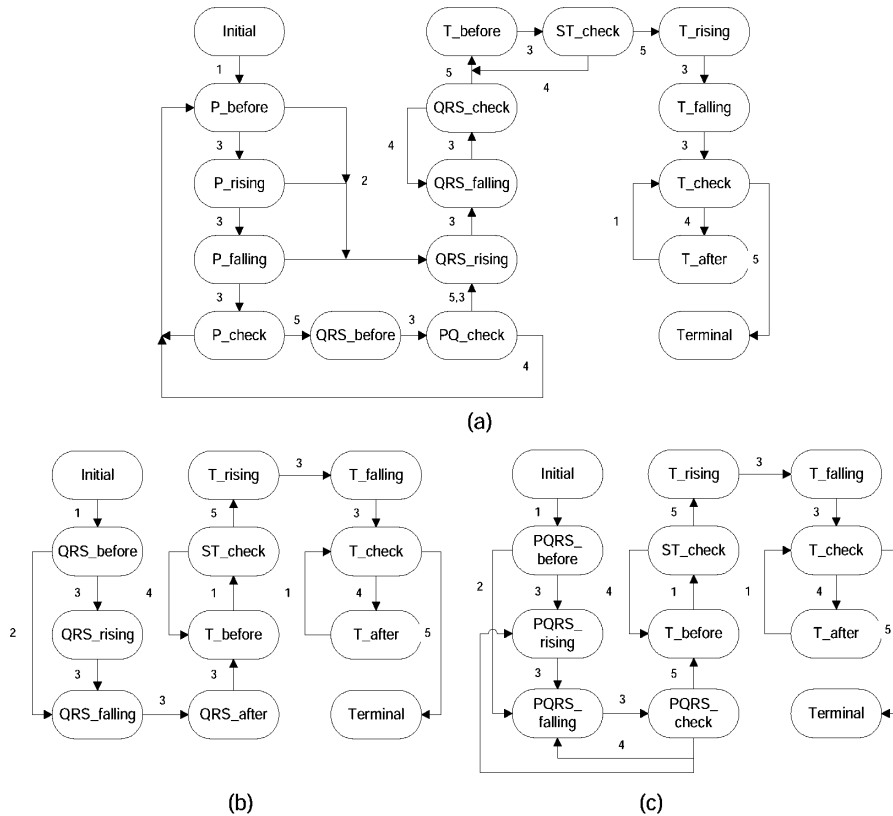 Initial
T_before
3
ST_check
5
T_rising
1
5
4
3
P_before
QRS_check
T_falling
3
4
3
3
2
P_rising
QRS_falling
T_check
3
3
1
4
P_falling
QRS_rising
T_after
5
3
5,3
P_check
5
QRS_before
3
PQ_check
Terminal
4
(a)
Initial
T_rising
3
T_falling
1
5
3
QRS_before
ST_check
T_check
3
4
1
1
4
2
QRS_rising
T_before
T_after
5
3
3
QRS_falling
3
QRS_after
Terminal
(b)
Initial
T_rising
3
T_falling
1
5
3
PQRS_
before
ST_check
T_check
2
3
4
1
1
4
PQRS_
rising
T_before
T_after
5
3
5
PQRS_
falling
3
PQRS_
check
Terminal
4
(c)